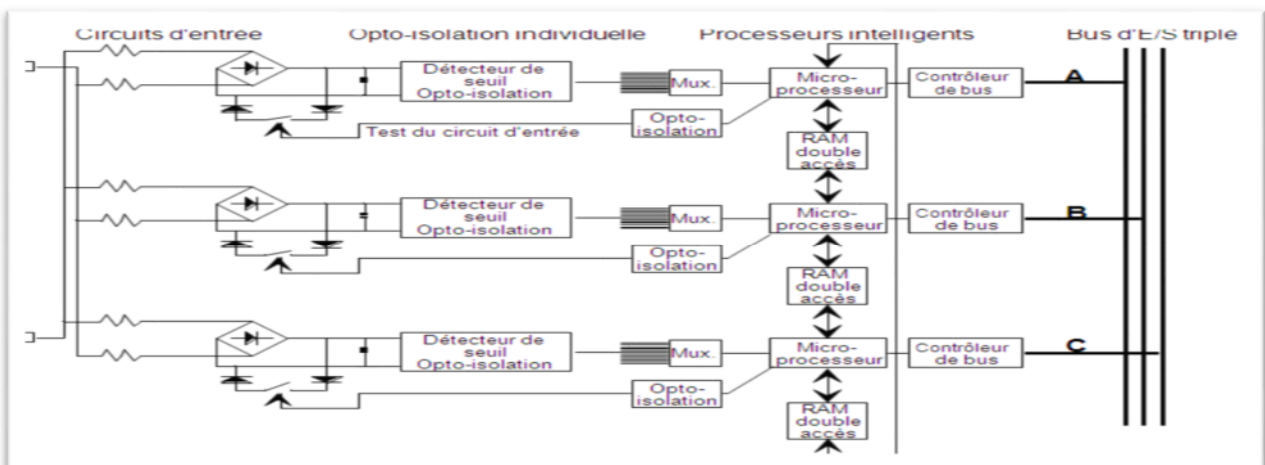 Circuits d'entrée
Opto-isolation individuelle
Processeurs intelligents
Bus d'E/S triple
Détecteur de
seuil
Opto-isolation
Mux.
Micro-
processeur
Contrôleur
de bus
A
Test du circuit d'entrée
Opto-
isolation
RAM
double
accès
Détecteur de
seuil
Opto-isolation
Mux.
Micro-
processeur
Contrôleur
de bus
B
Opto-
isolation
RAM
double
accès
Détecteur de
seuil
Opto-isolation
Mux.
Micro-
processeur
Contrôleur
de bus
C
Opto-
isolation
RAM
double
accès